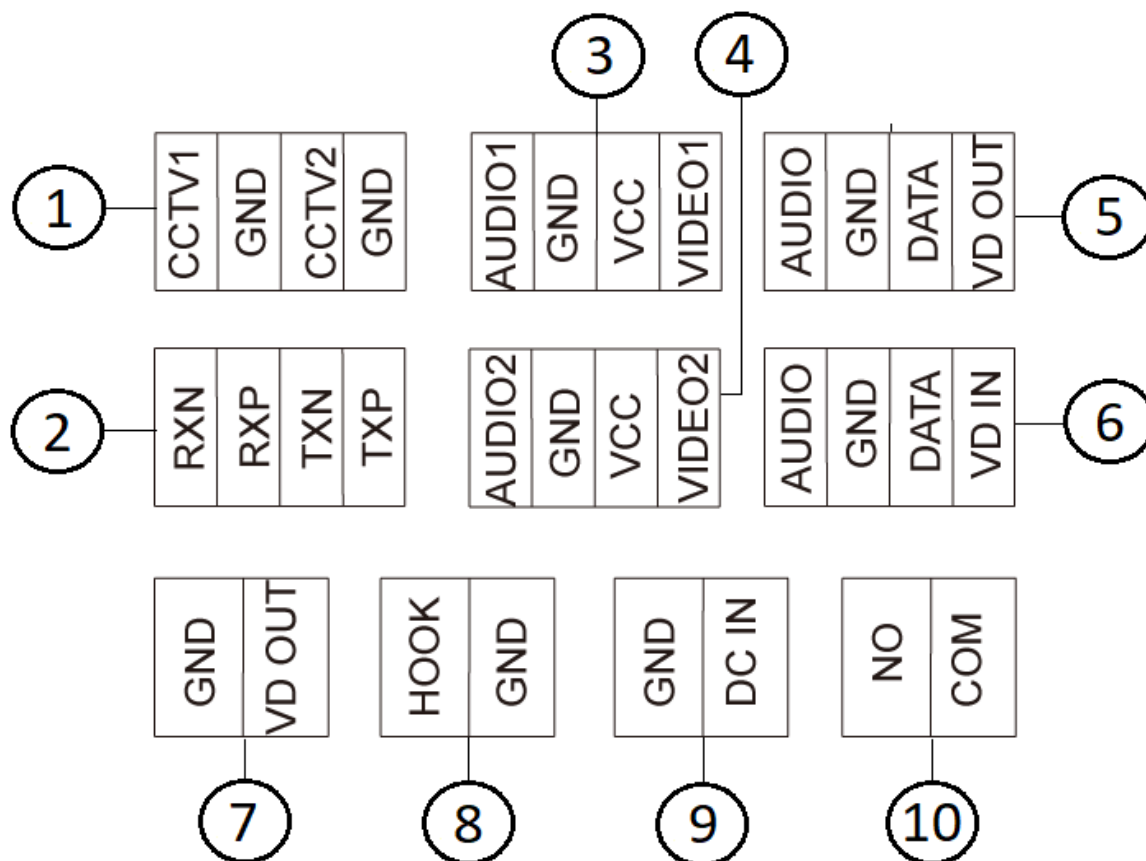 3 4
CCTV1 GND CCTV2 GND
AUDIO1 GND VCC VIDEO1
AUDIO GND DATA VD OUT
1 5
RXN RXP TXN TXP
AUDIO2 GND VCC VIDEO2
AUDIO GND DATA VD IN
2 6
GND VD OUT
HOOK GND
GND DC IN
NO COM
7 8 9 10